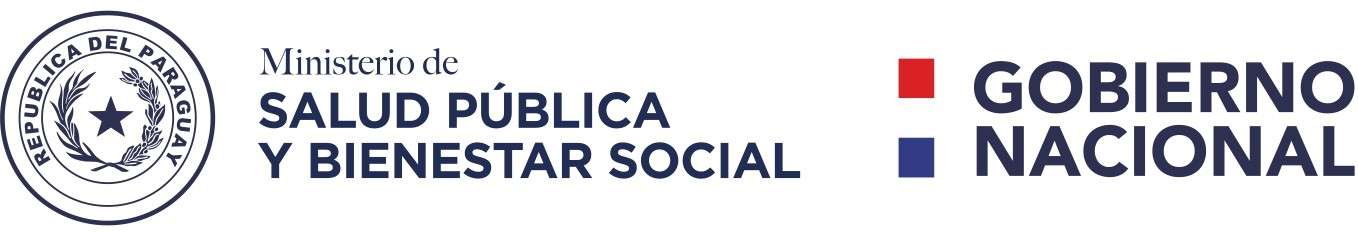 REPUBLICA DEL PARAGUAY
Ministerio de
SALUD PÚBLICA
Y BIENESTAR SOCIAL
GOBIERNO
NACIONAL